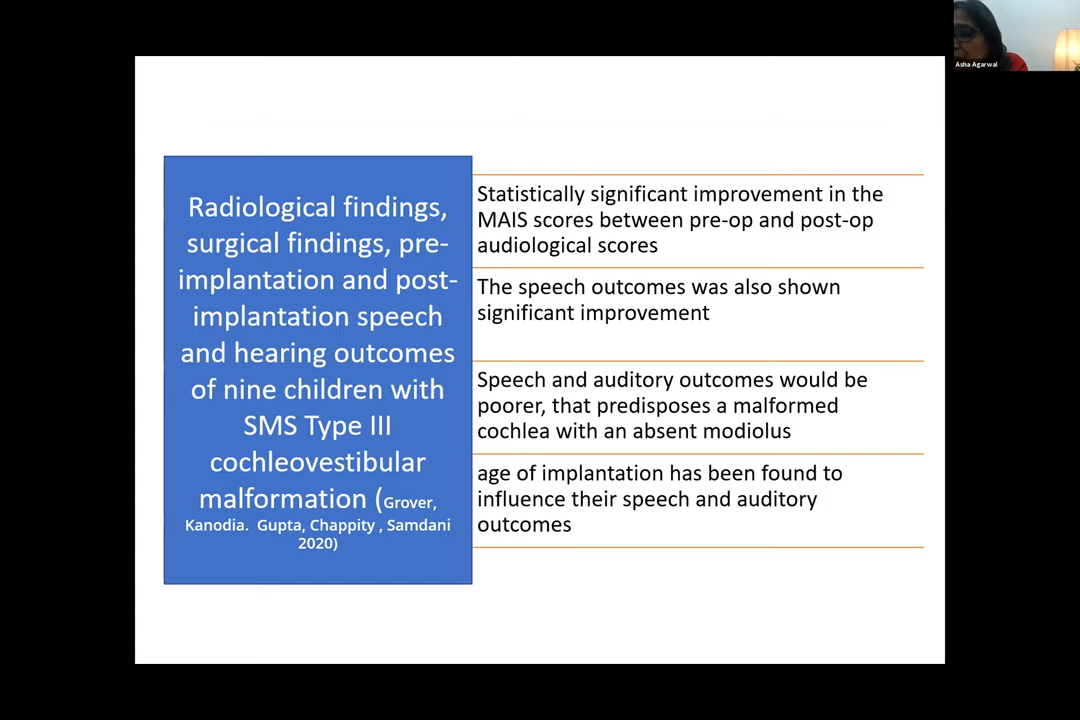 Asha Agarwal
Radiological findings,
surgical findings, pre-
implantation and post-
implantation speech
and hearing outcomes
of nine children with
SMS Type III
cochleovestibular
malformation (Grover,
Kanodia. Gupta, Chappity , Samdani
2020)
Statistically significant improvement in the
MAIS scores between pre-op and post-op
audiological scores
The speech outcomes was also shown
significant improvement
Speech and auditory outcomes would be
poorer, that predisposes a malformed
cochlea with an absent modiolus
age of implantation has been found to
influence their speech and auditory
outcomes